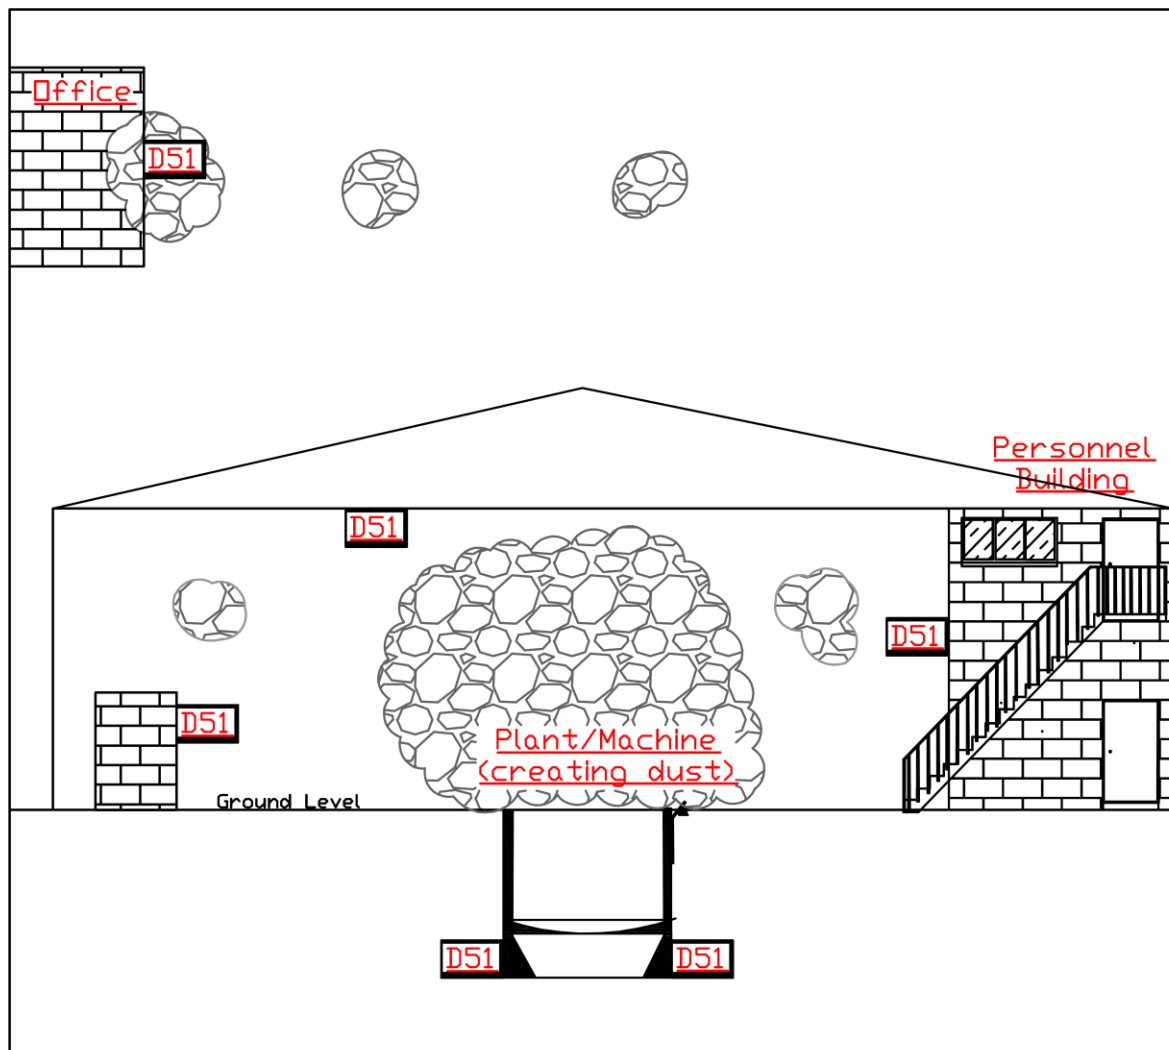 Office
D51
Personnel
Building
D51
D51
D51
Plant/Machine
(creating dust)
Ground Level
D51
D51